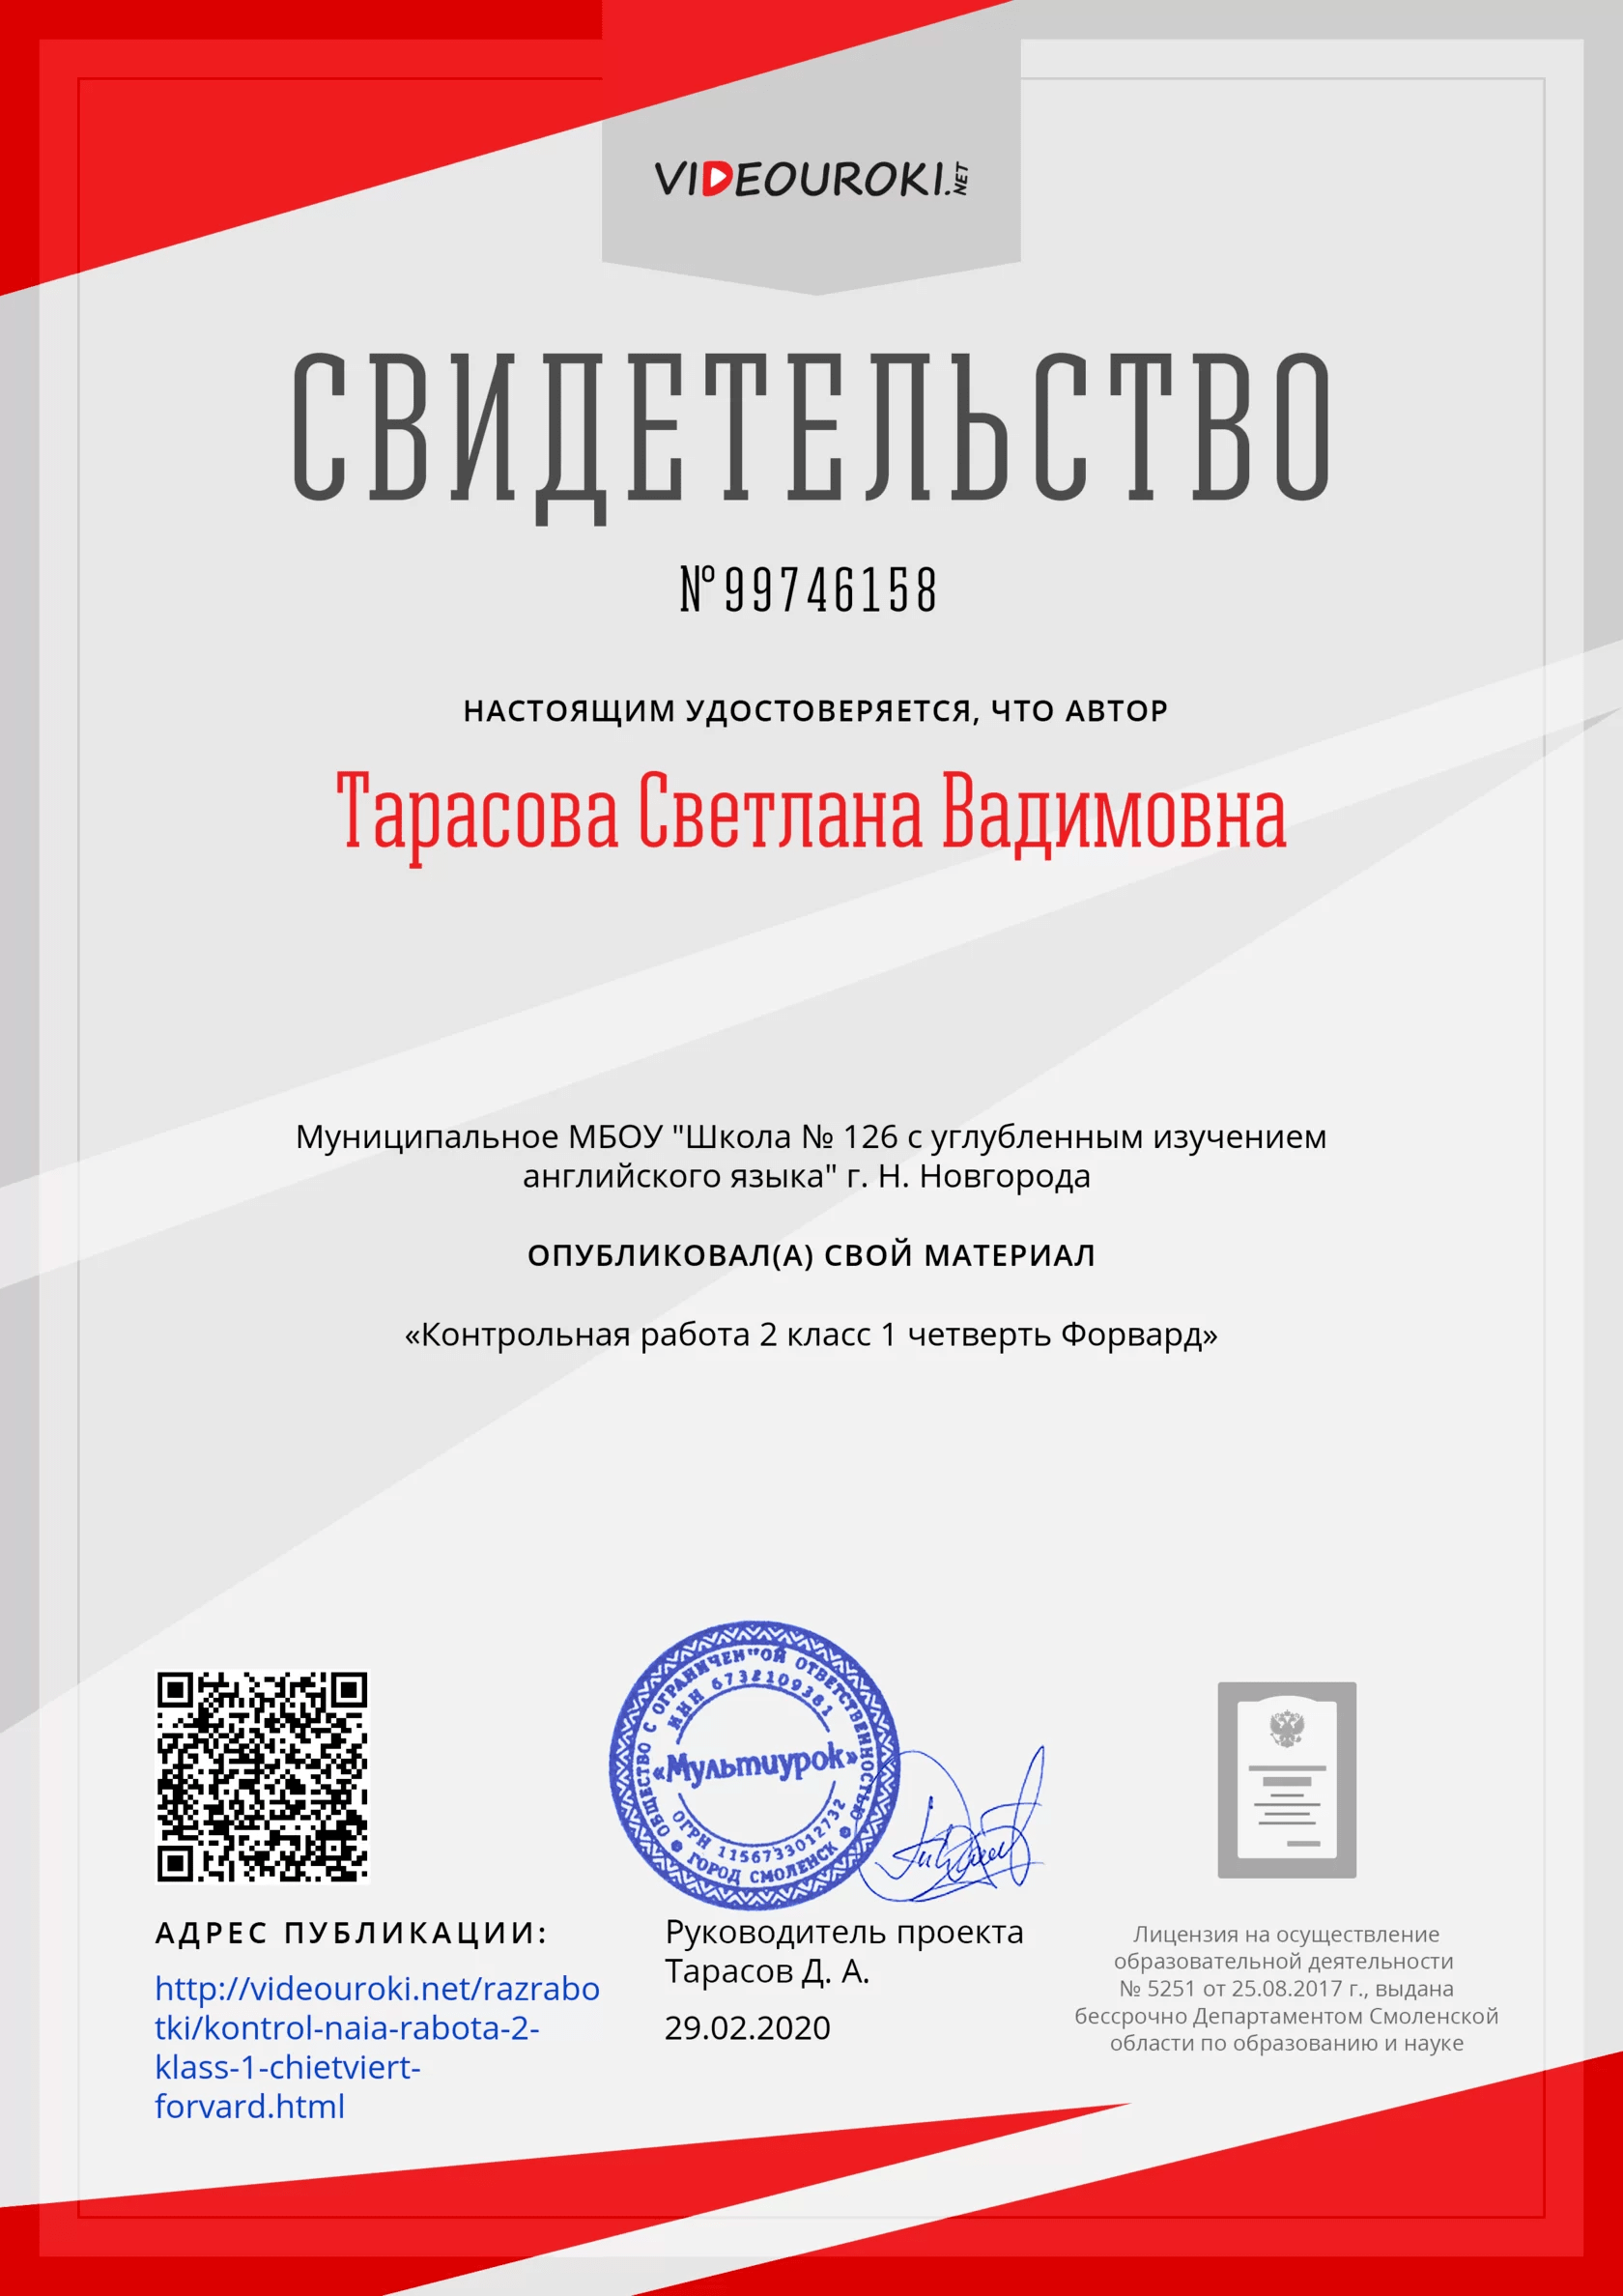 VIDEOUROKI.NET
СВИДЕТЕЛЬСТВО
№99746158
НАСТОЯЩИМ УДОСТОВЕРЯЕТСЯ, ЧТО АВТОР
Тарасова Светлана Вадимовна
Муниципальное МБОУ "Школа № 126 с углубленным изучением
английского языка" г. Н. Новгорода
ОПУБЛИКОВАЛ(А) СВОЙ МАТЕРИАЛ
«Контрольная работа 2 класс 1 четверть Форвард»
ОБЩЕСТВО С ОГРАНИЧЕННОЙ ОТВЕТСТВЕННОСТЬЮ
ИНН 6732109381
«Мультиурок»
ОГРН 1156733012732
ГОРОД СМОЛЕНСК
АДРЕС ПУБЛИКАЦИИ:
http://videouroki.net/razrabo
tki/kontrol-naia-rabota-2-
klass-1-chietviert-
forvard.html
Руководитель проекта
Тарасов Д. А.
29.02.2020
Лицензия на осуществление
образовательной деятельности
№ 5251 от 25.08.2017 г., выдана
бессрочно Департаментом Смоленской
области по образованию и науке